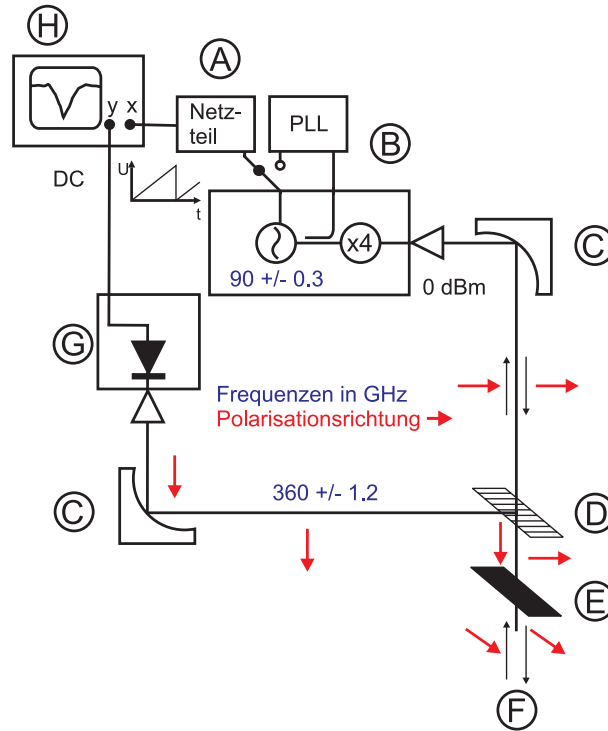 H
A
y x
Netz-
teil
PLL
B
DC
U
t
x4
90 +/- 0.3
0 dBm
C
G
Frequenzen in GHz
Polarisationsrichtung
C
360 +/- 1.2
D
E
F